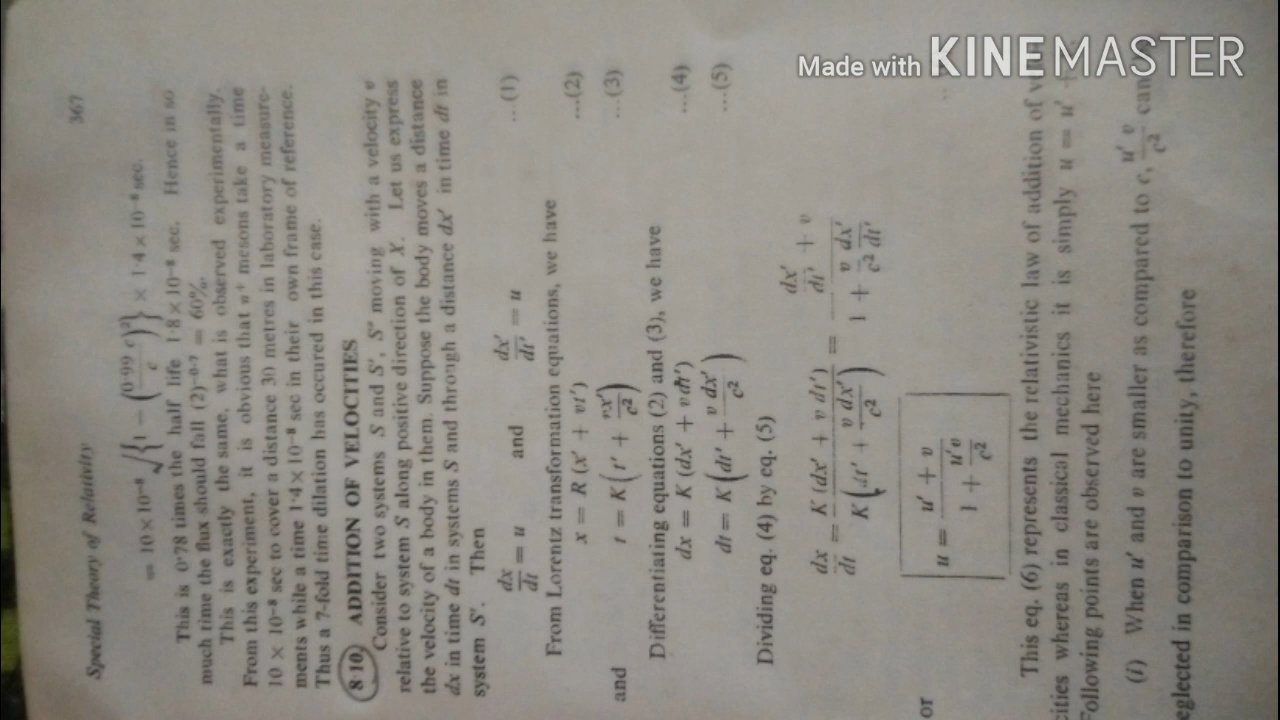 Made with KINEMASTER
Special Theory of Relativity 367
= 10×10⁻⁸ √{1 − (0·99 c/c)²)} × 1·4×10⁻⁸ sec.
This is 0·78 times the half life 1·8×10⁻⁸ sec. Hence in so
much time the flux should fall (2)⁻⁰·⁷ = 60%.
This is exactly the same, what is observed experimentally.
From this experiment, it is obvious that π⁺ mesons take a time
10 × 10⁻⁸ sec to cover a distance 30 metres in laboratory measure-
ments while a time 1·4×10⁻⁸ sec in their own frame of reference.
Thus a 7-fold time dilation has occured in this case.
8·10 ADDITION OF VELOCITIES
Consider two systems S and S', S' moving with a velocity v
relative to system S along positive direction of X. Let us express
the velocity of a body in them. Suppose the body moves a distance
dx in time dt in systems S and through a distance dx' in time dt in
system S'. Then
dx/dt = u and dx'/dt' = u ...(1)
From Lorentz transformation equations, we have
x = R (x' + vt') ...(2)
and t = K(t' + vx'/c²) ...(3)
Differentiating equations (2) and (3), we have
dx = K (dx' + v dt') ...(4)
dt = K(dt' + v dx'/c²) ...(5)
Dividing eq. (4) by eq. (5)
dx/dt = K (dx' + v dt')/K(dt' + v dx'/c²) = (dx'/dt' + v)/(1 + v/c² dx'/dt')
or u = (u' + v)/(1 + u'v/c²)
This eq. (6) represents the relativistic law of addition of
cities whereas in classical mechanics it is simply u = u' +
Following points are observed here
(i) When u' and v are smaller as compared to c, u' v/c² can
eglected in comparison to unity, therefore